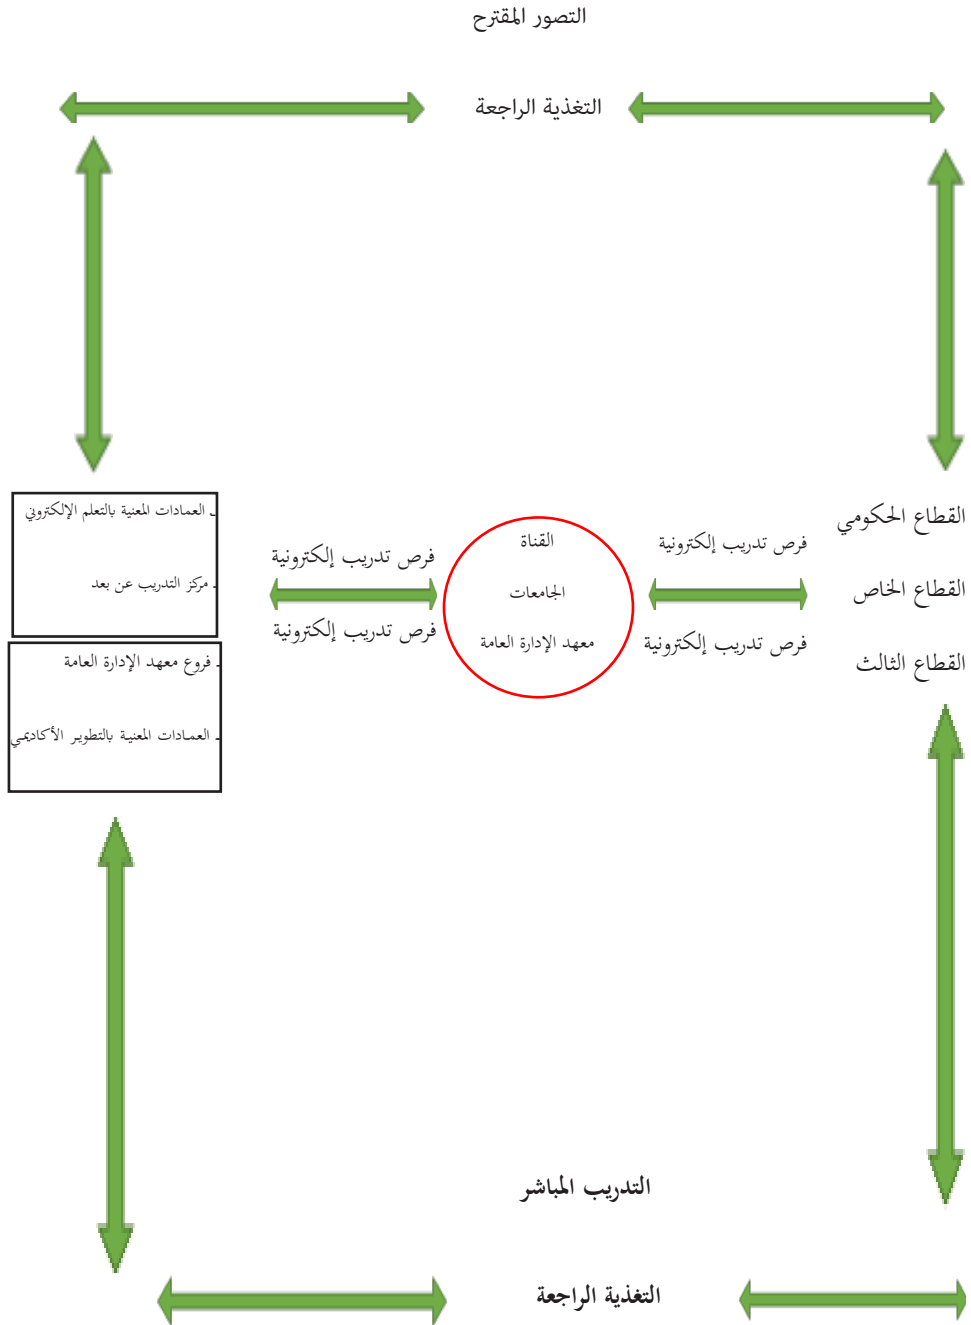 التصور المقترح
التغذية الراجعة
القطاع الحكومي
القطاع الخاص
القطاع الثالث
فرص تدريب إلكترونية
فرص تدريب إلكترونية
القناة
الجامعات
معهد الإدارة العامة
فرص تدريب إلكترونية
فرص تدريب إلكترونية
ـ العمادات المعنية بالتعلم الإلكتروني
ـ مركز التدريب عن بعد
ـ فروع معهد الإدارة العامة
ـ العمادات المعنية بالتطوير الأكاديمي
التدريب المباشر
التغذية الراجعة